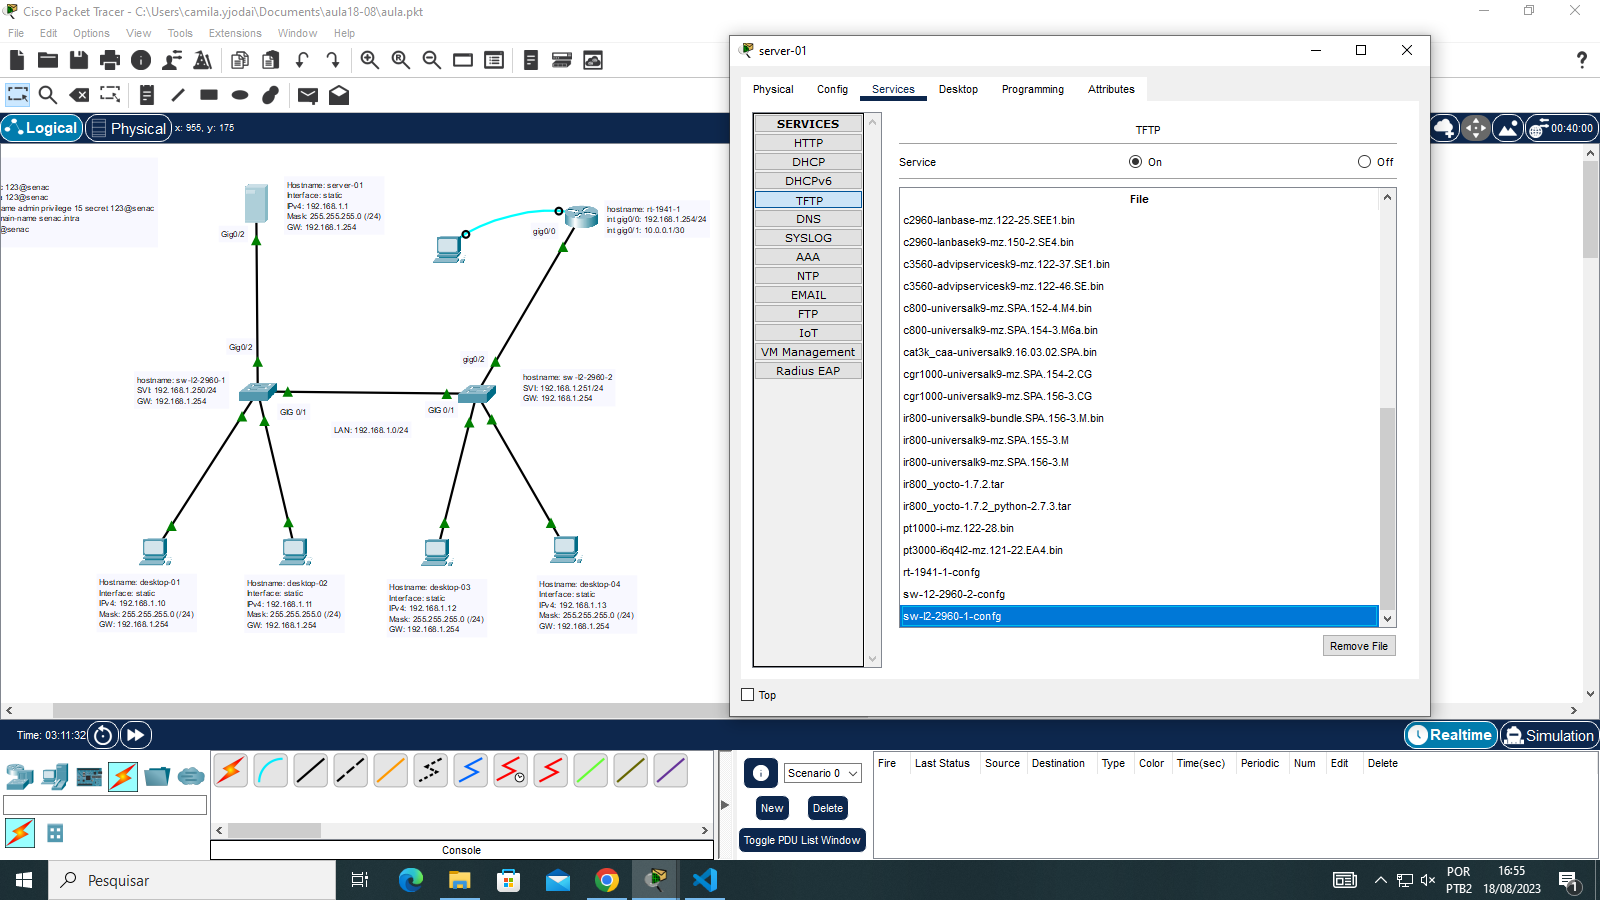 Cisco Packet Tracer - C:\Users\camila.yjodai\Documents\aula18-08\aula.pkt
File Edit Options View Tools Extensions Window Help
Logical
Physical
x: 955, y: 175
00:40:00
: 123@senac
123@senac
ame admin privilege 15 secret 123@senac
main-name senac.intra
@senac
Hostname: server-01
Interface: static
IPv4: 192.168.1.1
Mask: 255.255.255.0 (/24)
GW: 192.168.1.254
Gig0/2
hostname: rt-1941-1
int gig0/0: 192.168.1.254/24
int gig0/1: 10.0.0.1/30
gig0/0
Gig0/2
gig0/2
hostname: sw-l2-2960-1
SVI: 192.168.1.250/24
GW: 192.168.1.254
GIG 0/1
GIG 0/1
hostname: sw-l2-2960-2
SVI: 192.168.1.251/24
GW: 192.168.1.254
LAN: 192.168.1.0/24
Hostname: desktop-01
Interface: static
IPv4: 192.168.1.10
Mask: 255.255.255.0 (/24)
GW: 192.168.1.254
Hostname: desktop-02
Interface: static
IPv4: 192.168.1.11
Mask: 255.255.255.0 (/24)
GW: 192.168.1.254
Hostname: desktop-03
Interface: static
IPv4: 192.168.1.12
Mask: 255.255.255.0 (/24)
GW: 192.168.1.254
Hostname: desktop-04
Interface: static
IPv4: 192.168.1.13
Mask: 255.255.255.0 (/24)
GW: 192.168.1.254
server-01
Physical Config Services Desktop Programming Attributes
SERVICES
HTTP
DHCP
DHCPv6
TFTP
DNS
SYSLOG
AAA
NTP
EMAIL
FTP
IoT
VM Management
Radius EAP
TFTP
Service On Off
File
c2960-lanbase-mz.122-25.SEE1.bin
c2960-lanbasek9-mz.150-2.SE4.bin
c3560-advipservicesk9-mz.122-37.SE1.bin
c3560-advipservicesk9-mz.122-46.SE.bin
c800-universalk9-mz.SPA.152-4.M4.bin
c800-universalk9-mz.SPA.154-3.M6a.bin
cat3k_caa-universalk9.16.03.02.SPA.bin
cgr1000-universalk9-mz.SPA.154-2.CG
cgr1000-universalk9-mz.SPA.156-3.CG
ir800-universalk9-bundle.SPA.156-3.M.bin
ir800-universalk9-mz.SPA.155-3.M
ir800-universalk9-mz.SPA.156-3.M
ir800_yocto-1.7.2.tar
ir800_yocto-1.7.2_python-2.7.3.tar
pt1000-i-mz.122-28.bin
pt3000-i6q4l2-mz.121-22.EA4.bin
rt-1941-1-confg
sw-12-2960-2-confg
sw-l2-2960-1-confg
Remove File
Top
Time: 03:11:32
Realtime
Simulation
Console
Scenario 0
New
Delete
Toggle PDU List Window
Fire Last Status Source Destination Type Color Time(sec) Periodic Num Edit Delete
Pesquisar
POR
PTB2
16:55
18/08/2023
1